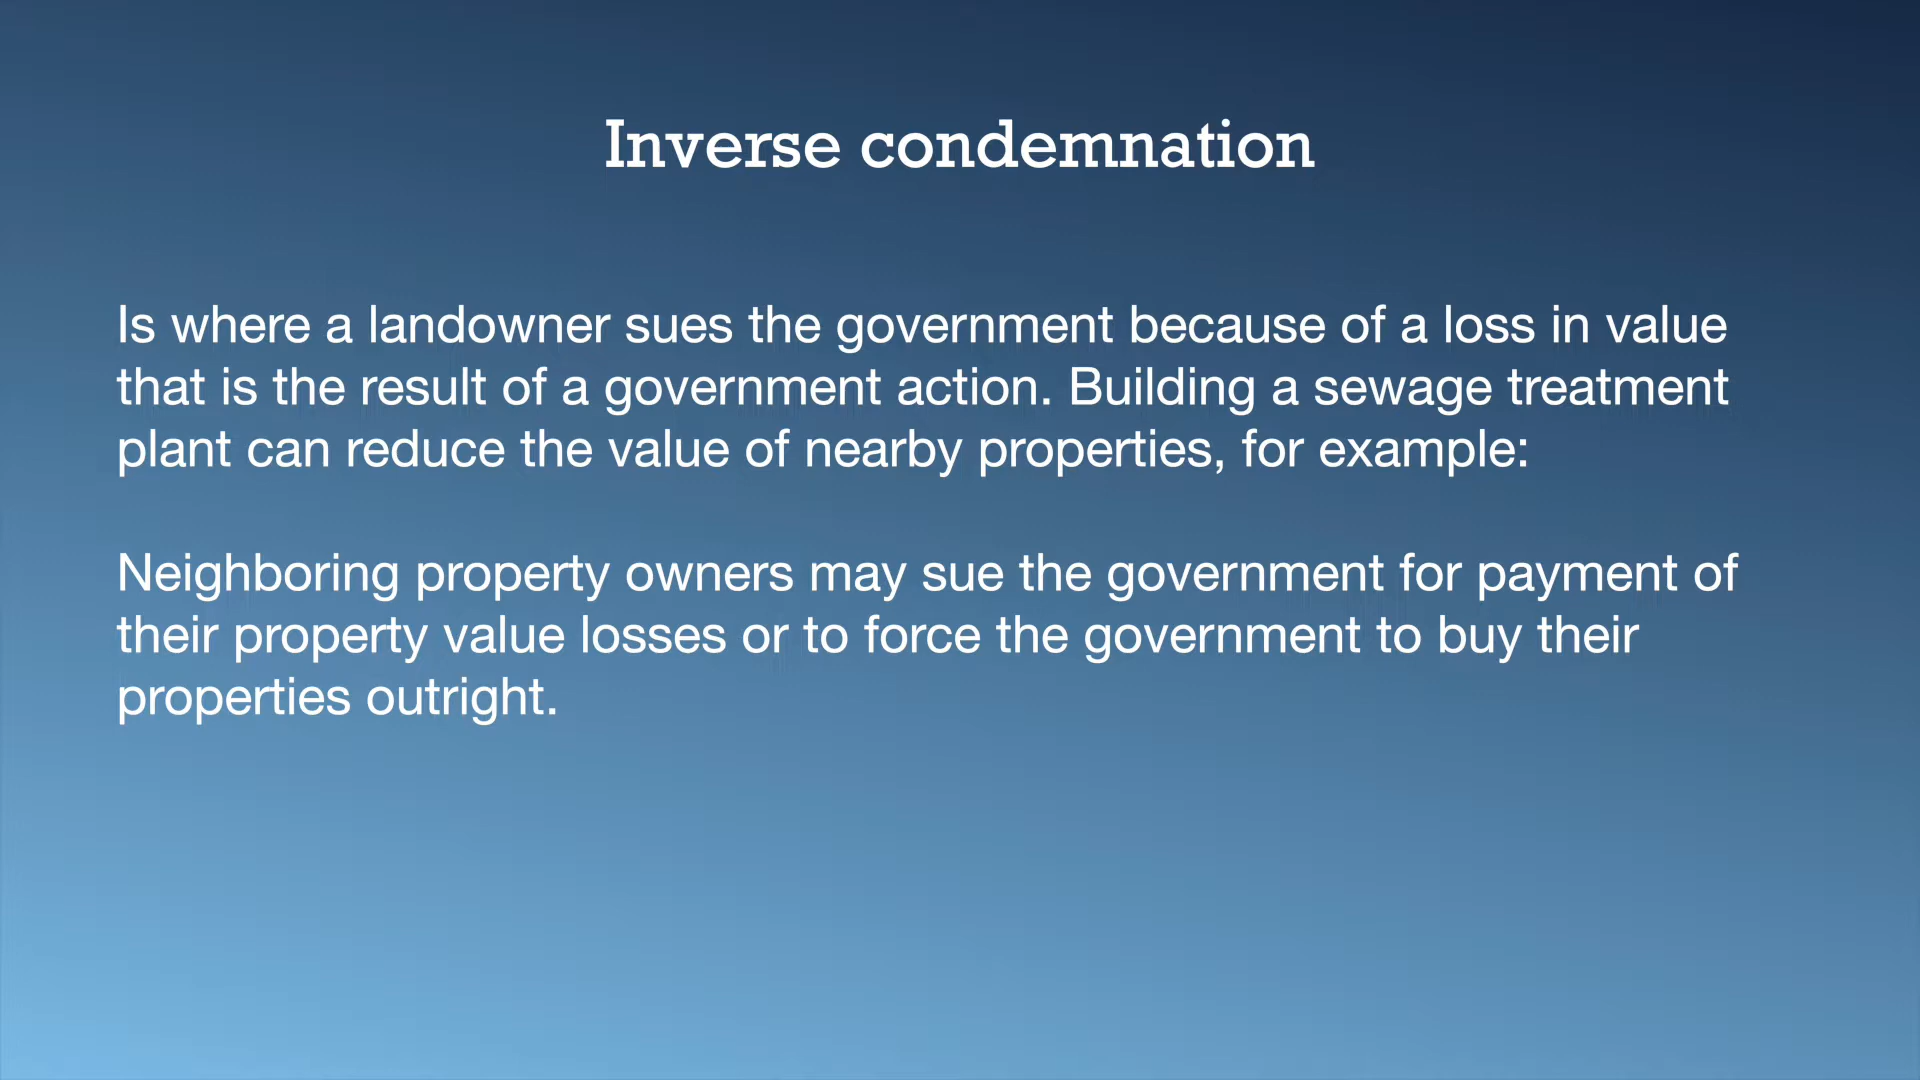 Inverse condemnation
Is where a landowner sues the government because of a loss in value
that is the result of a government action. Building a sewage treatment
plant can reduce the value of nearby properties, for example:
Neighboring property owners may sue the government for payment of
their property value losses or to force the government to buy their
properties outright.